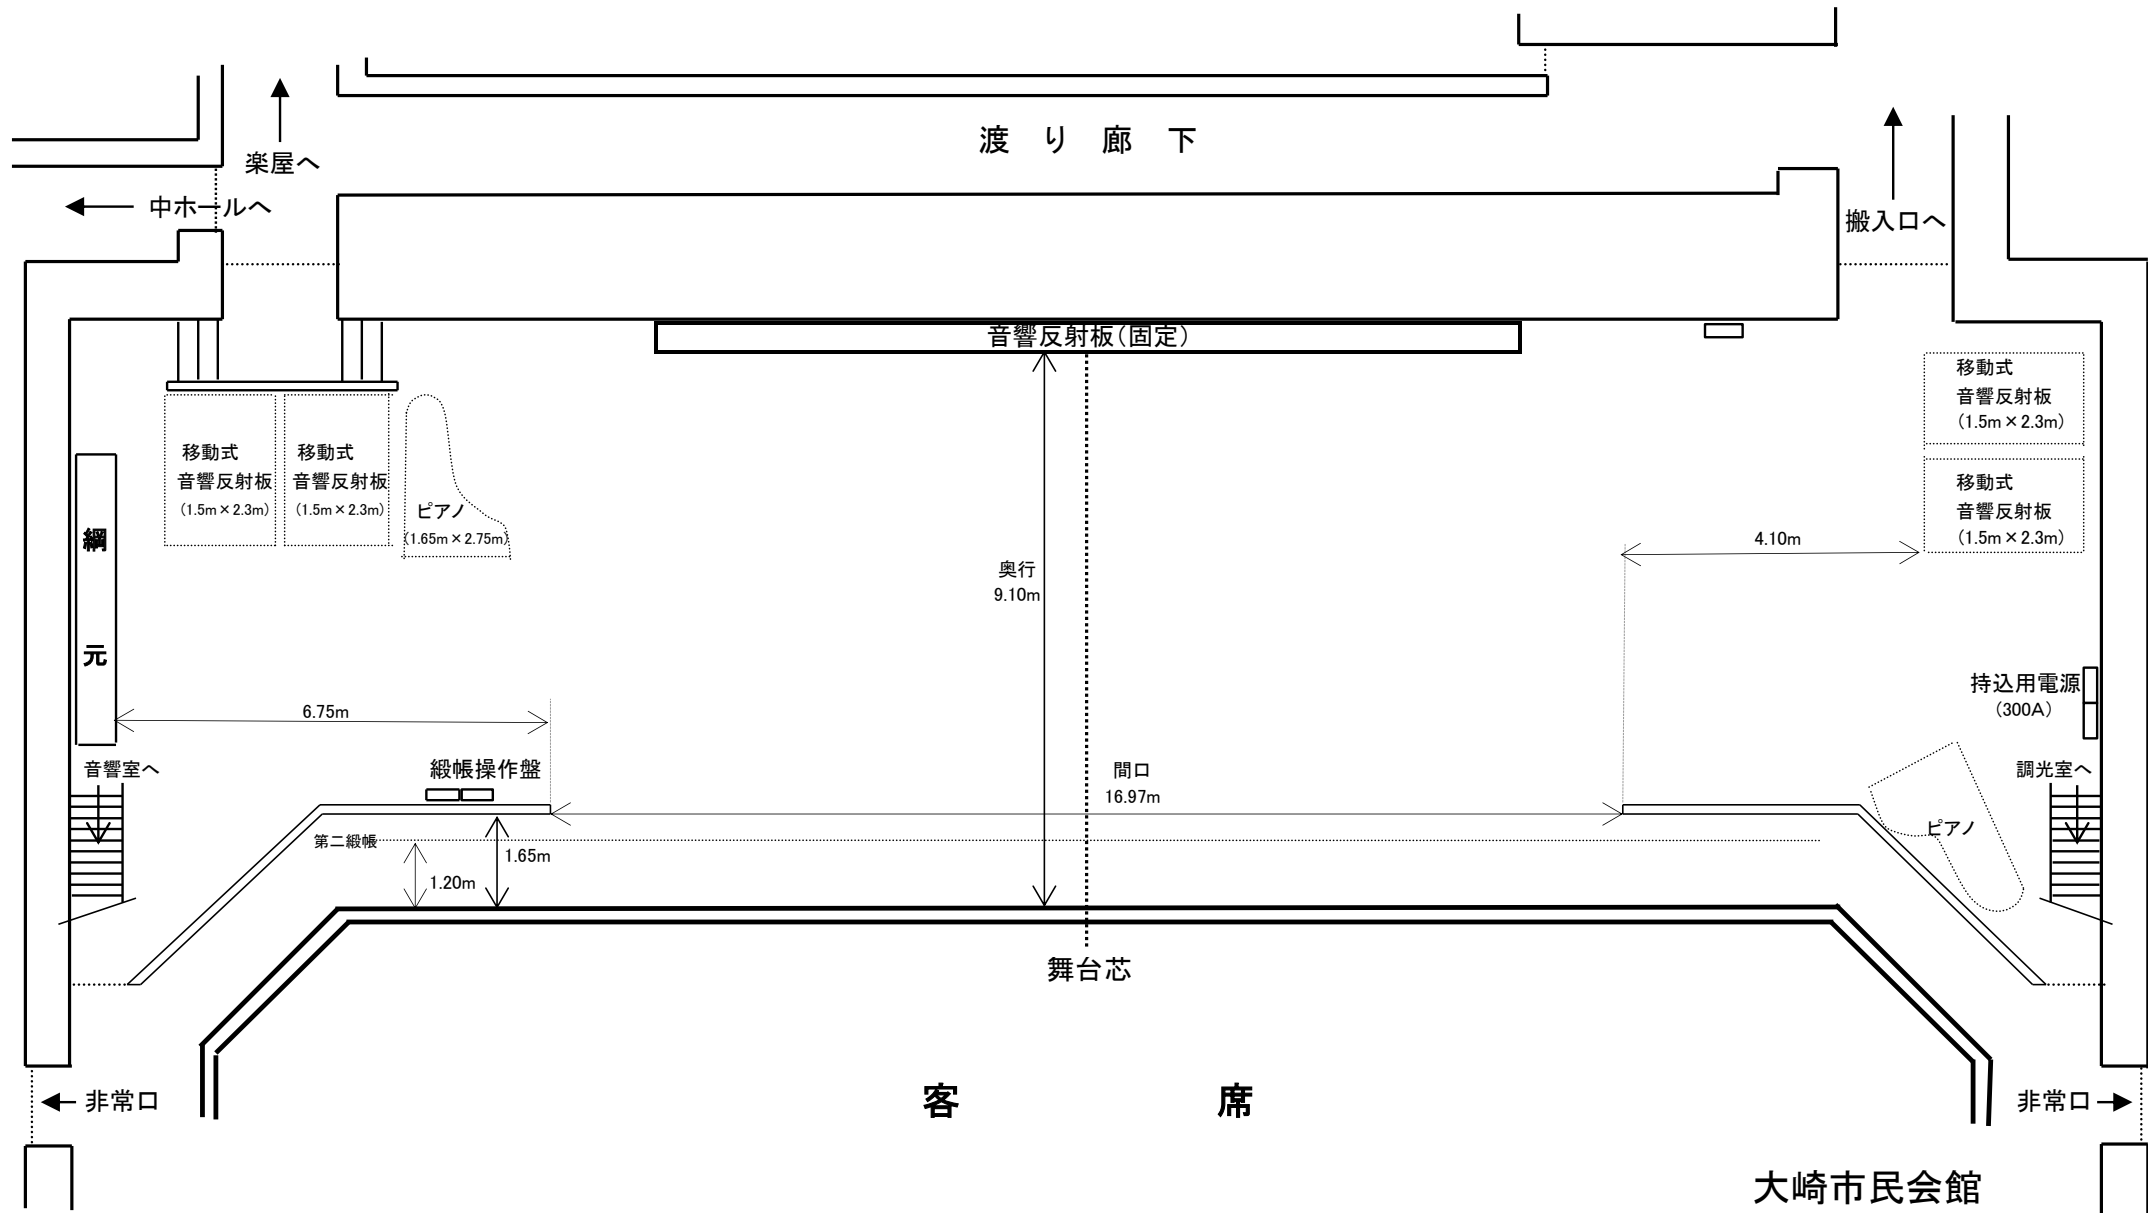 渡り廊下
楽屋へ
中ホールへ
搬入口へ
音響反射板(固定)
移動式
音響反射板
(1.5m×2.3m)
移動式
音響反射板
(1.5m×2.3m)
ピアノ
(1.65m×2.75m)
移動式
音響反射板
(1.5m×2.3m)
移動式
音響反射板
(1.5m×2.3m)
綱元
奥行
9.10m
4.10m
6.75m
持込用電源
(300A)
音響室へ
緞帳操作盤
間口
16.97m
調光室へ
第二緞帳
1.65m
1.20m
ピアノ
舞台芯
客席
非常口
非常口
大崎市民会館